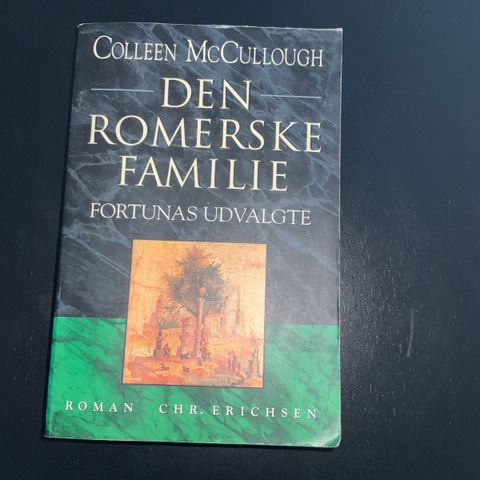 COLLEEN MCCULLOUGH
DEN
ROMERSKE
FAMILIE
FORTUNAS UDVALGTE
ROMAN CHR. ERICHSEN